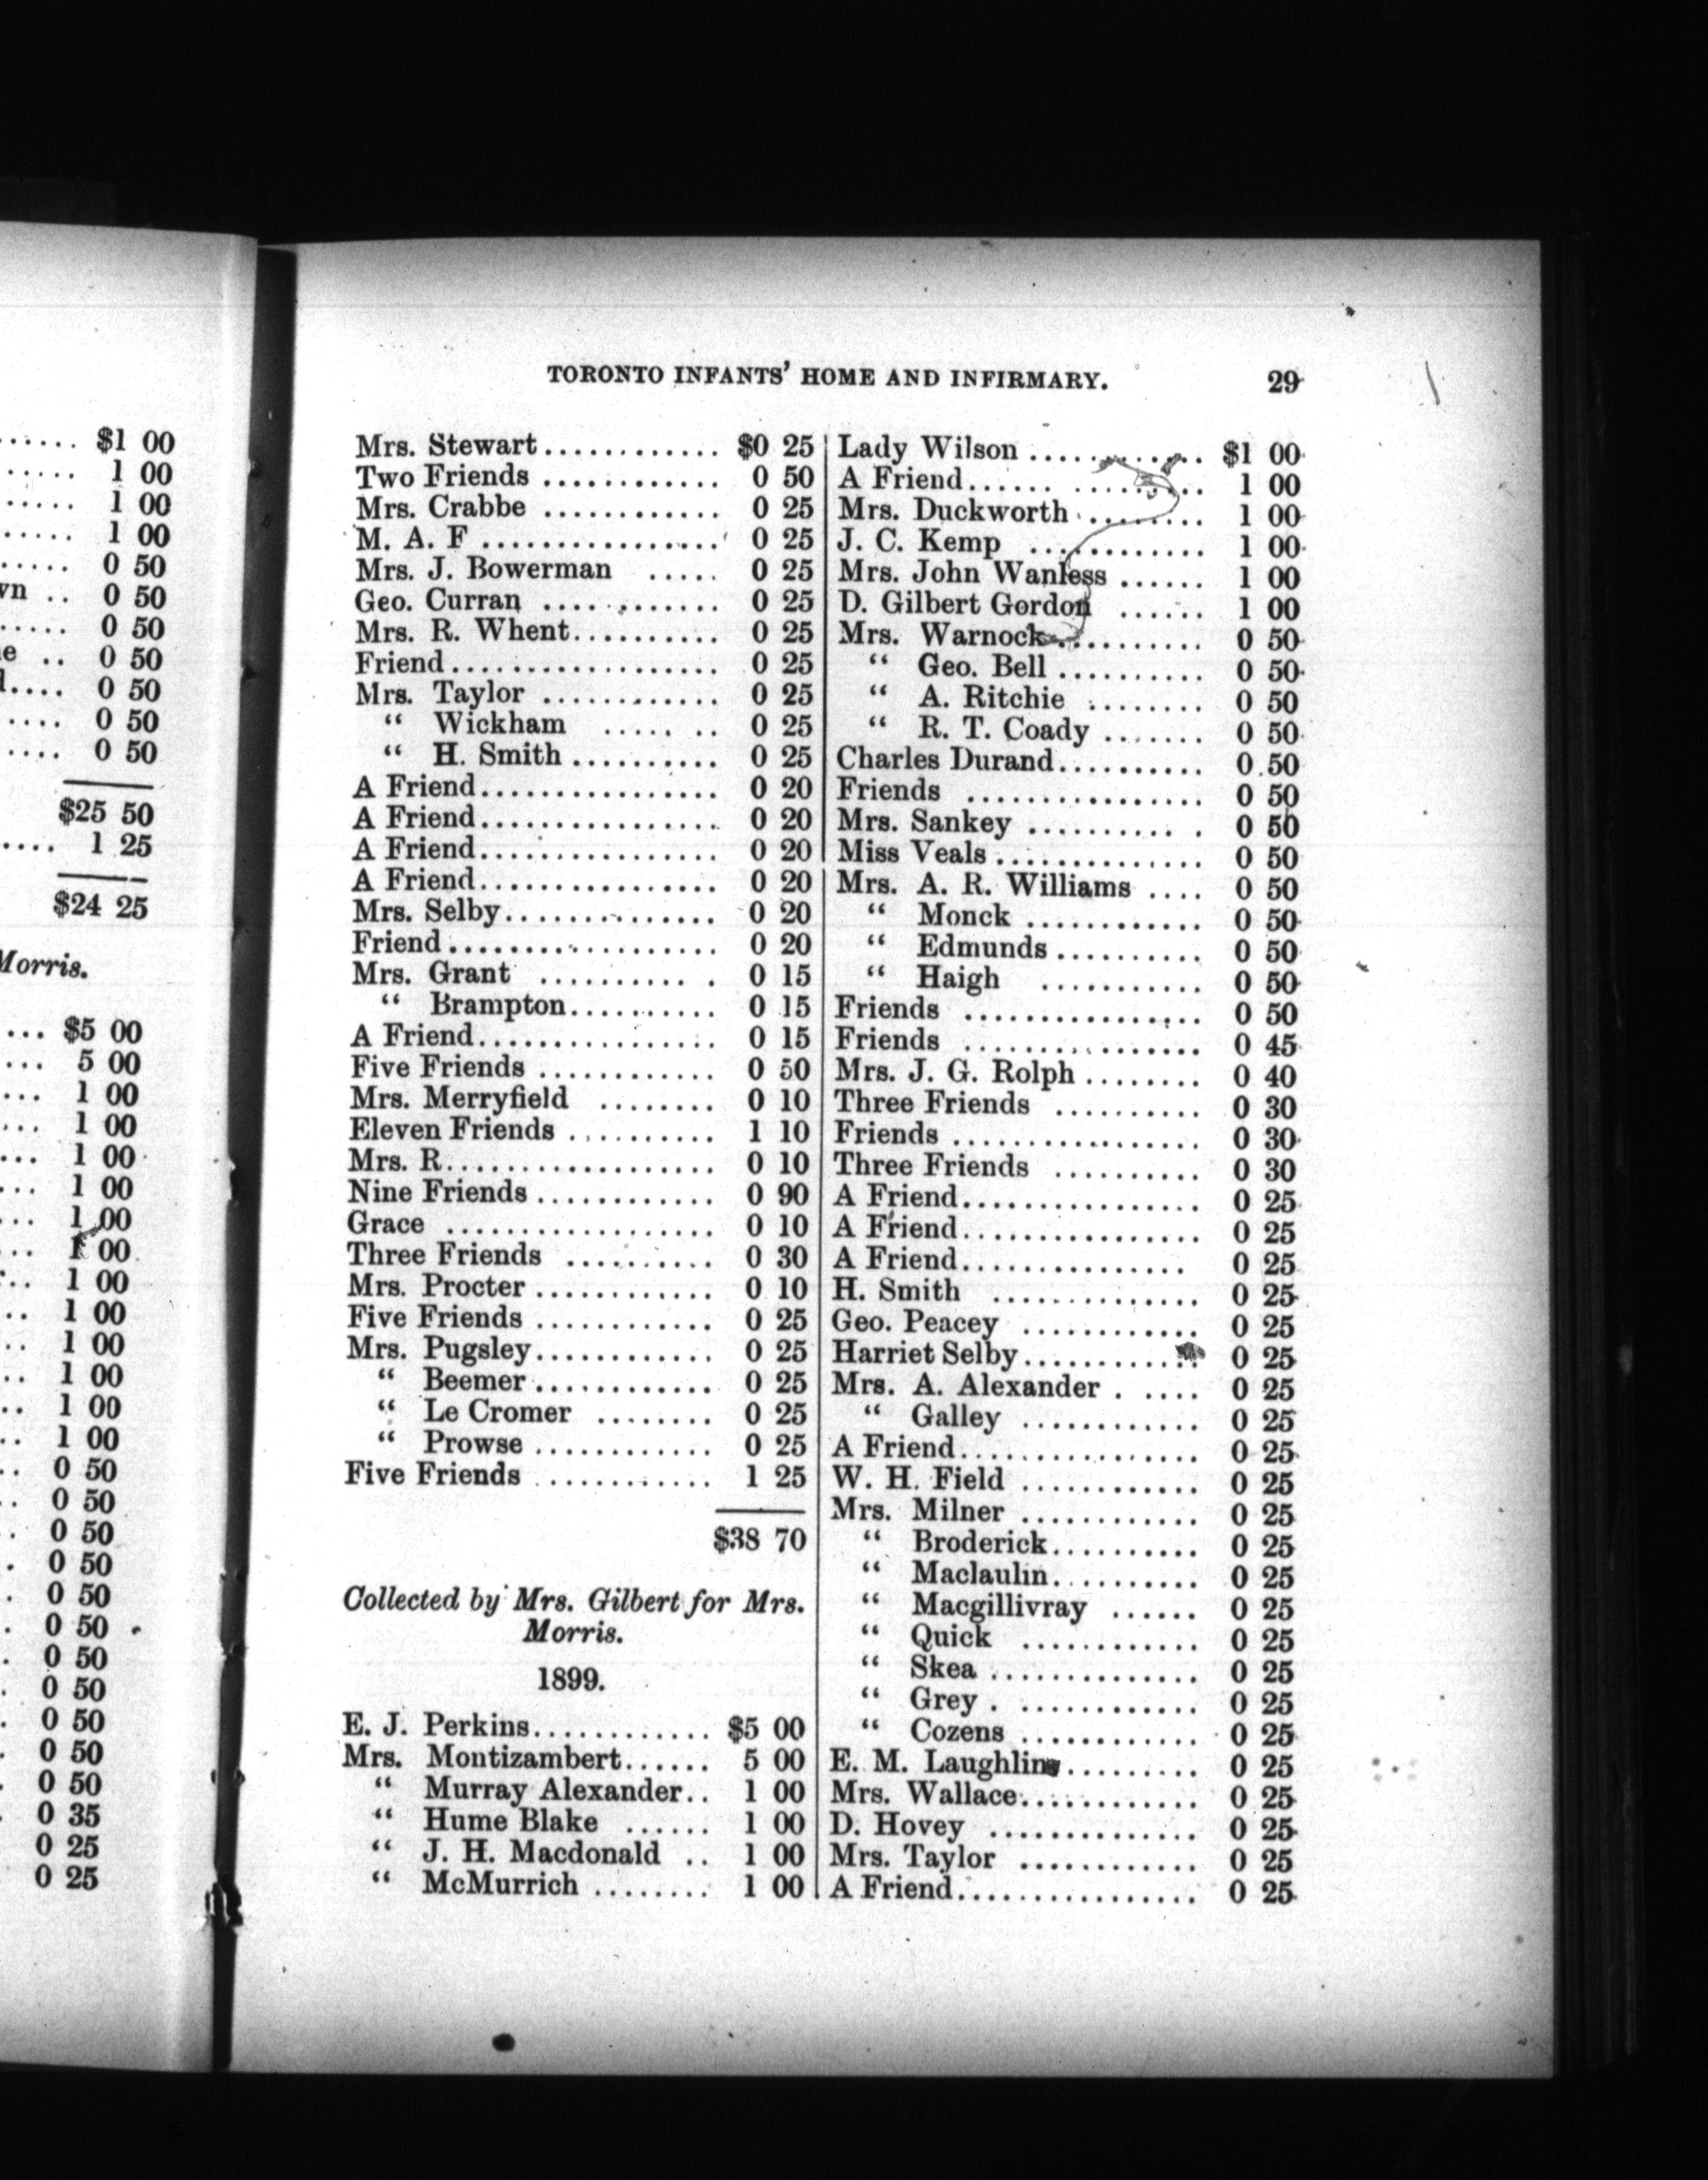 $1 00
1 00
1 00
1 00
0 50
vn .. 0 50
0 50
e .. 0 50
.... 0 50
.... 0 50
.... 0 50
$25 50
.... 1 25
$24 25
Morris.
... $5 00
... 5 00
... 1 00
... 1 00
... 1 00
... 1 00
... 1 00
... 1 00
.. 1 00
.. 1 00
.. 1 00
.. 1 00
.. 1 00
.. 1 00
.. 0 50
.. 0 50
. 0 50
. 0 50
. 0 50
. 0 50
. 0 50
. 0 50
. 0 50
. 0 50
. 0 50
. 0 35
0 25
0 25
TORONTO INFANTS' HOME AND INFIRMARY. 29
Mrs. Stewart............ $0 25
Two Friends ............ 0 50
Mrs. Crabbe ............ 0 25
M. A. F ................ 0 25
Mrs. J. Bowerman ..... 0 25
Geo. Curran ............ 0 25
Mrs. R. Whent.......... 0 25
Friend.................. 0 25
Mrs. Taylor ............ 0 25
“ Wickham ....... 0 25
“ H. Smith .......... 0 25
A Friend................ 0 20
A Friend................ 0 20
A Friend................ 0 20
A Friend................ 0 20
Mrs. Selby.............. 0 20
Friend.................. 0 20
Mrs. Grant ........... 0 15
“ Brampton.......... 0 15
A Friend................ 0 15
Five Friends ............ 0 50
Mrs. Merryfield ........ 0 10
Eleven Friends .......... 1 10
Mrs. R.................. 0 10
Nine Friends ............ 0 90
Grace .................. 0 10
Three Friends .......... 0 30
Mrs. Procter ............ 0 10
Five Friends ............ 0 25
Mrs. Pugsley............ 0 25
“ Beemer............ 0 25
“ Le Cromer ........ 0 25
“ Prowse ............ 0 25
Five Friends ............ 1 25
$38 70
Collected by Mrs. Gilbert for Mrs.
Morris.
1899.
E. J. Perkins............ $5 00
Mrs. Montizambert...... 5 00
“ Murray Alexander.. 1 00
“ Hume Blake ...... 1 00
“ J. H. Macdonald .. 1 00
“ McMurrich ........ 1 00
Lady Wilson ............ $1 00
A Friend................ 1 00
Mrs. Duckworth ........ 1 00
J. C. Kemp ............ 1 00
Mrs. John Wanless ...... 1 00
D. Gilbert Gordon ...... 1 00
Mrs. Warnock.......... 0 50
“ Geo. Bell .......... 0 50
“ A. Ritchie ........ 0 50
“ R. T. Coady ....... 0 50
Charles Durand.......... 0 50
Friends ................ 0 50
Mrs. Sankey ........... 0 50
Miss Veals .............. 0 50
Mrs. A. R. Williams .... 0 50
“ Monck ............ 0 50
“ Edmunds .......... 0 50
“ Haigh ........... 0 50
Friends ................ 0 50
Friends ................ 0 45
Mrs. J. G. Rolph ........ 0 40
Three Friends .......... 0 30
Friends ................. 0 30
Three Friends .......... 0 30
A Friend................ 0 25
A Friend................ 0 25
A Friend............... 0 25
H. Smith .............. 0 25
Geo. Peacey ............ 0 25
Harriet Selby............ 0 25
Mrs. A. Alexander . .... 0 25
“ Galley ............ 0 25
A Friend................ 0 25
W. H. Field ............ 0 25
Mrs. Milner ............ 0 25
“ Broderick.......... 0 25
“ Maclaulin.......... 0 25
“ Macgillivray ...... 0 25
“ Quick ............ 0 25
“ Skea .............. 0 25
“ Grey . ............ 0 25
“ Cozens ............ 0 25
E. M. Laughling......... 0 25
Mrs. Wallace............ 0 25
D. Hovey .............. 0 25
Mrs. Taylor ............ 0 25
A Friend................ 0 25